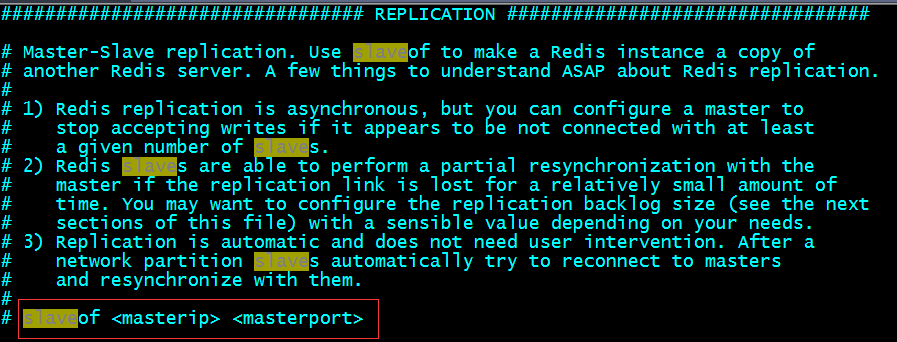 ################################# REPLICATION #################################
# Master-Slave replication. Use slaveof to make a Redis instance a copy of
# another Redis server. A few things to understand ASAP about Redis replication.
#
# 1) Redis replication is asynchronous, but you can configure a master to
#    stop accepting writes if it appears to be not connected with at least
#    a given number of slaves.
# 2) Redis slaves are able to perform a partial resynchronization with the
#    master if the replication link is lost for a relatively small amount of
#    time. You may want to configure the replication backlog size (see the next
#    sections of this file) with a sensible value depending on your needs.
# 3) Replication is automatic and does not need user intervention. After a
#    network partition slaves automatically try to reconnect to masters
#    and resynchronize with them.
#
# slaveof <masterip> <masterport>